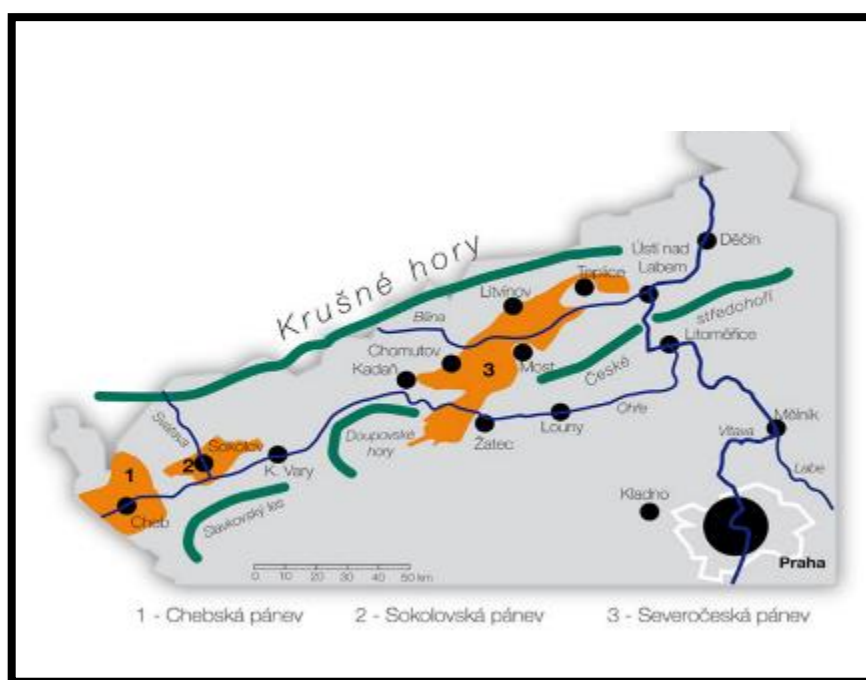 Krušné hory
Děčín
Ústí nad
Labem
Teplice
středohoří
Litvínov
Bílina
Litoměřice
Chomutov
Most
České
Kadaň
3
Ohře
Mělník
Svatava
Louny
Vltava
Doupovské
hory
Žatec
Sokolov
2
K. Vary
Labe
1
Kladno
Cheb
Slavkovský les
Praha
0 10 20 30 40 50 km
1 - Chebská pánev 2 - Sokolovská pánev 3 - Severočeská pánev